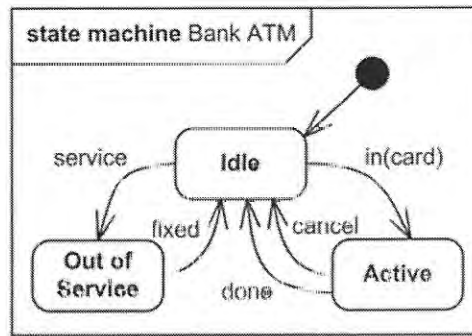 state machine Bank ATM
Idle
service
in(card)
fixed
cancel
Out of
Service
done
Active